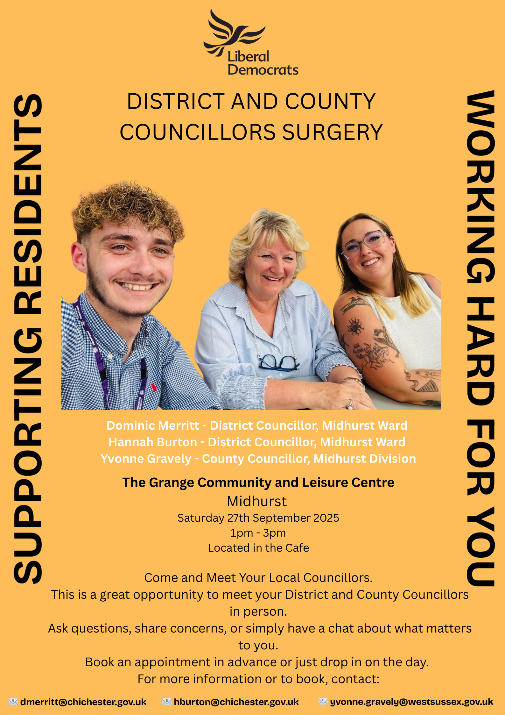 Liberal
Democrats
DISTRICT AND COUNTY
COUNCILLORS SURGERY
SUPPORTING RESIDENTS
WORKING HARD FOR YOU
Dominic Merritt - District Councillor, Midhurst Ward
Hannah Burton - District Councillor, Midhurst Ward
Yvonne Gravely - County Councillor, Midhurst Division
The Grange Community and Leisure Centre
Midhurst
Saturday 27th September 2025
1pm - 3pm
Located in the Cafe
Come and Meet Your Local Councillors.
This is a great opportunity to meet your District and County Councillors
in person.
Ask questions, share concerns, or simply have a chat about what matters
to you.
Book an appointment in advance or just drop in on the day.
For more information or to book, contact:
dmerritt@chichester.gov.uk
hburton@chichester.gov.uk
yvonne.gravely@westsussex.gov.uk